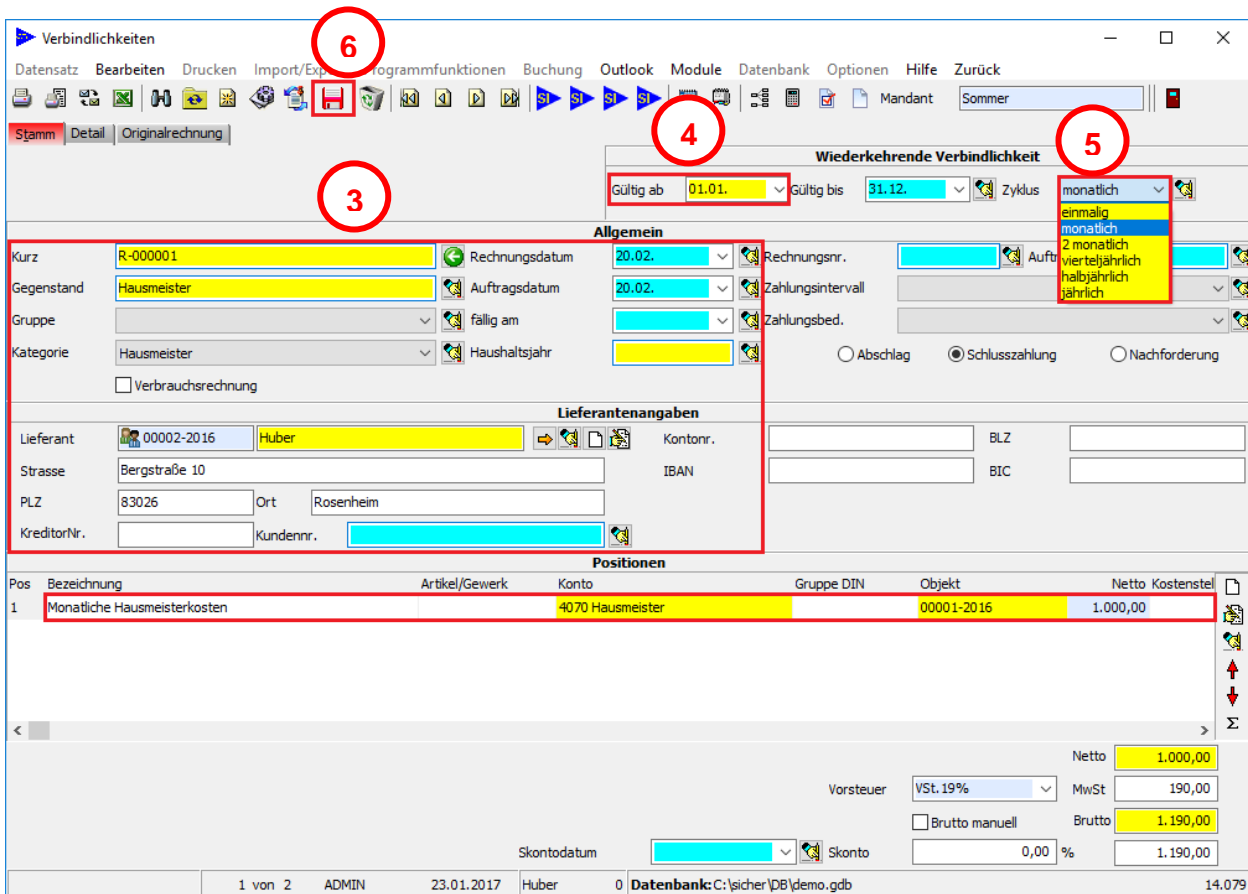 6
Verbindlichkeiten
Datensatz Bearbeiten Drucken Import/Exp Programmfunktionen Buchung Outlook Module Datenbank Optionen Hilfe Zurück
Mandant Sommer
Stamm Detail Originalrechnung
4
5
Wiederkehrende Verbindlichkeit
Gültig ab 01.01. Gültig bis 31.12. Zyklus monatlich
einmalig
monatlich
2 monatlich
vierteljährlich
halbjährlich
jährlich
3
Allgemein
Kurz R-000001 Rechnungsdatum 20.02. Rechnungsnr. Auftr
Gegenstand Hausmeister Auftragsdatum 20.02. Zahlungsintervall
Gruppe fällig am Zahlungsbed.
Kategorie Hausmeister Haushaltsjahr Abschlag Schlusszahlung Nachforderung
Verbrauchsrechnung
Lieferantenangaben
Lieferant 00002-2016 Huber Kontonr. BLZ
Strasse Bergstraße 10 IBAN BIC
PLZ 83026 Ort Rosenheim
KreditorNr. Kundennr.
Positionen
Pos Bezeichnung Artikel/Gewerk Konto Gruppe DIN Objekt Netto Kostenstel
1 Monatliche Hausmeisterkosten 4070 Hausmeister 00001-2016 1.000,00
Σ
Netto 1.000,00
Vorsteuer VSt.19% MwSt 190,00
Brutto manuell Brutto 1.190,00
Skontodatum Skonto 0,00 % 1.190,00
1 von 2 ADMIN 23.01.2017 Huber 0 Datenbank: C:\sicher\DB\demo.gdb 14.079